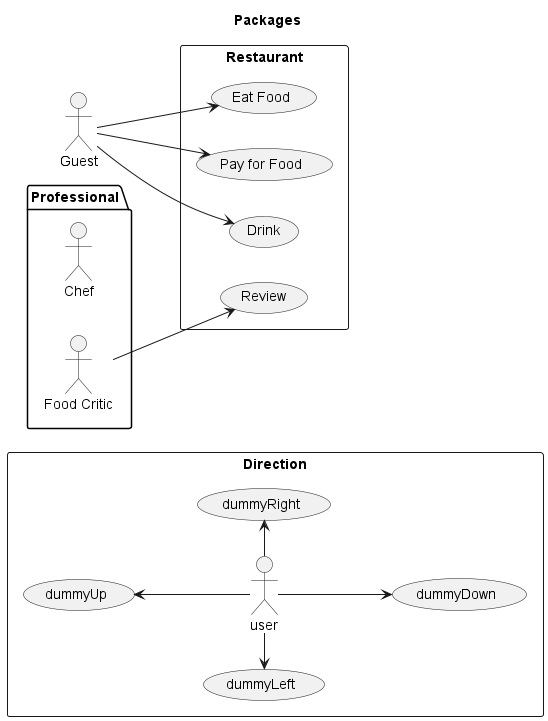 Packages
Restaurant
Eat Food
Guest
Pay for Food
Professional
Drink
Chef
Review
Food Critic
Direction
dummyRight
dummyUp
dummyDown
user
dummyLeft